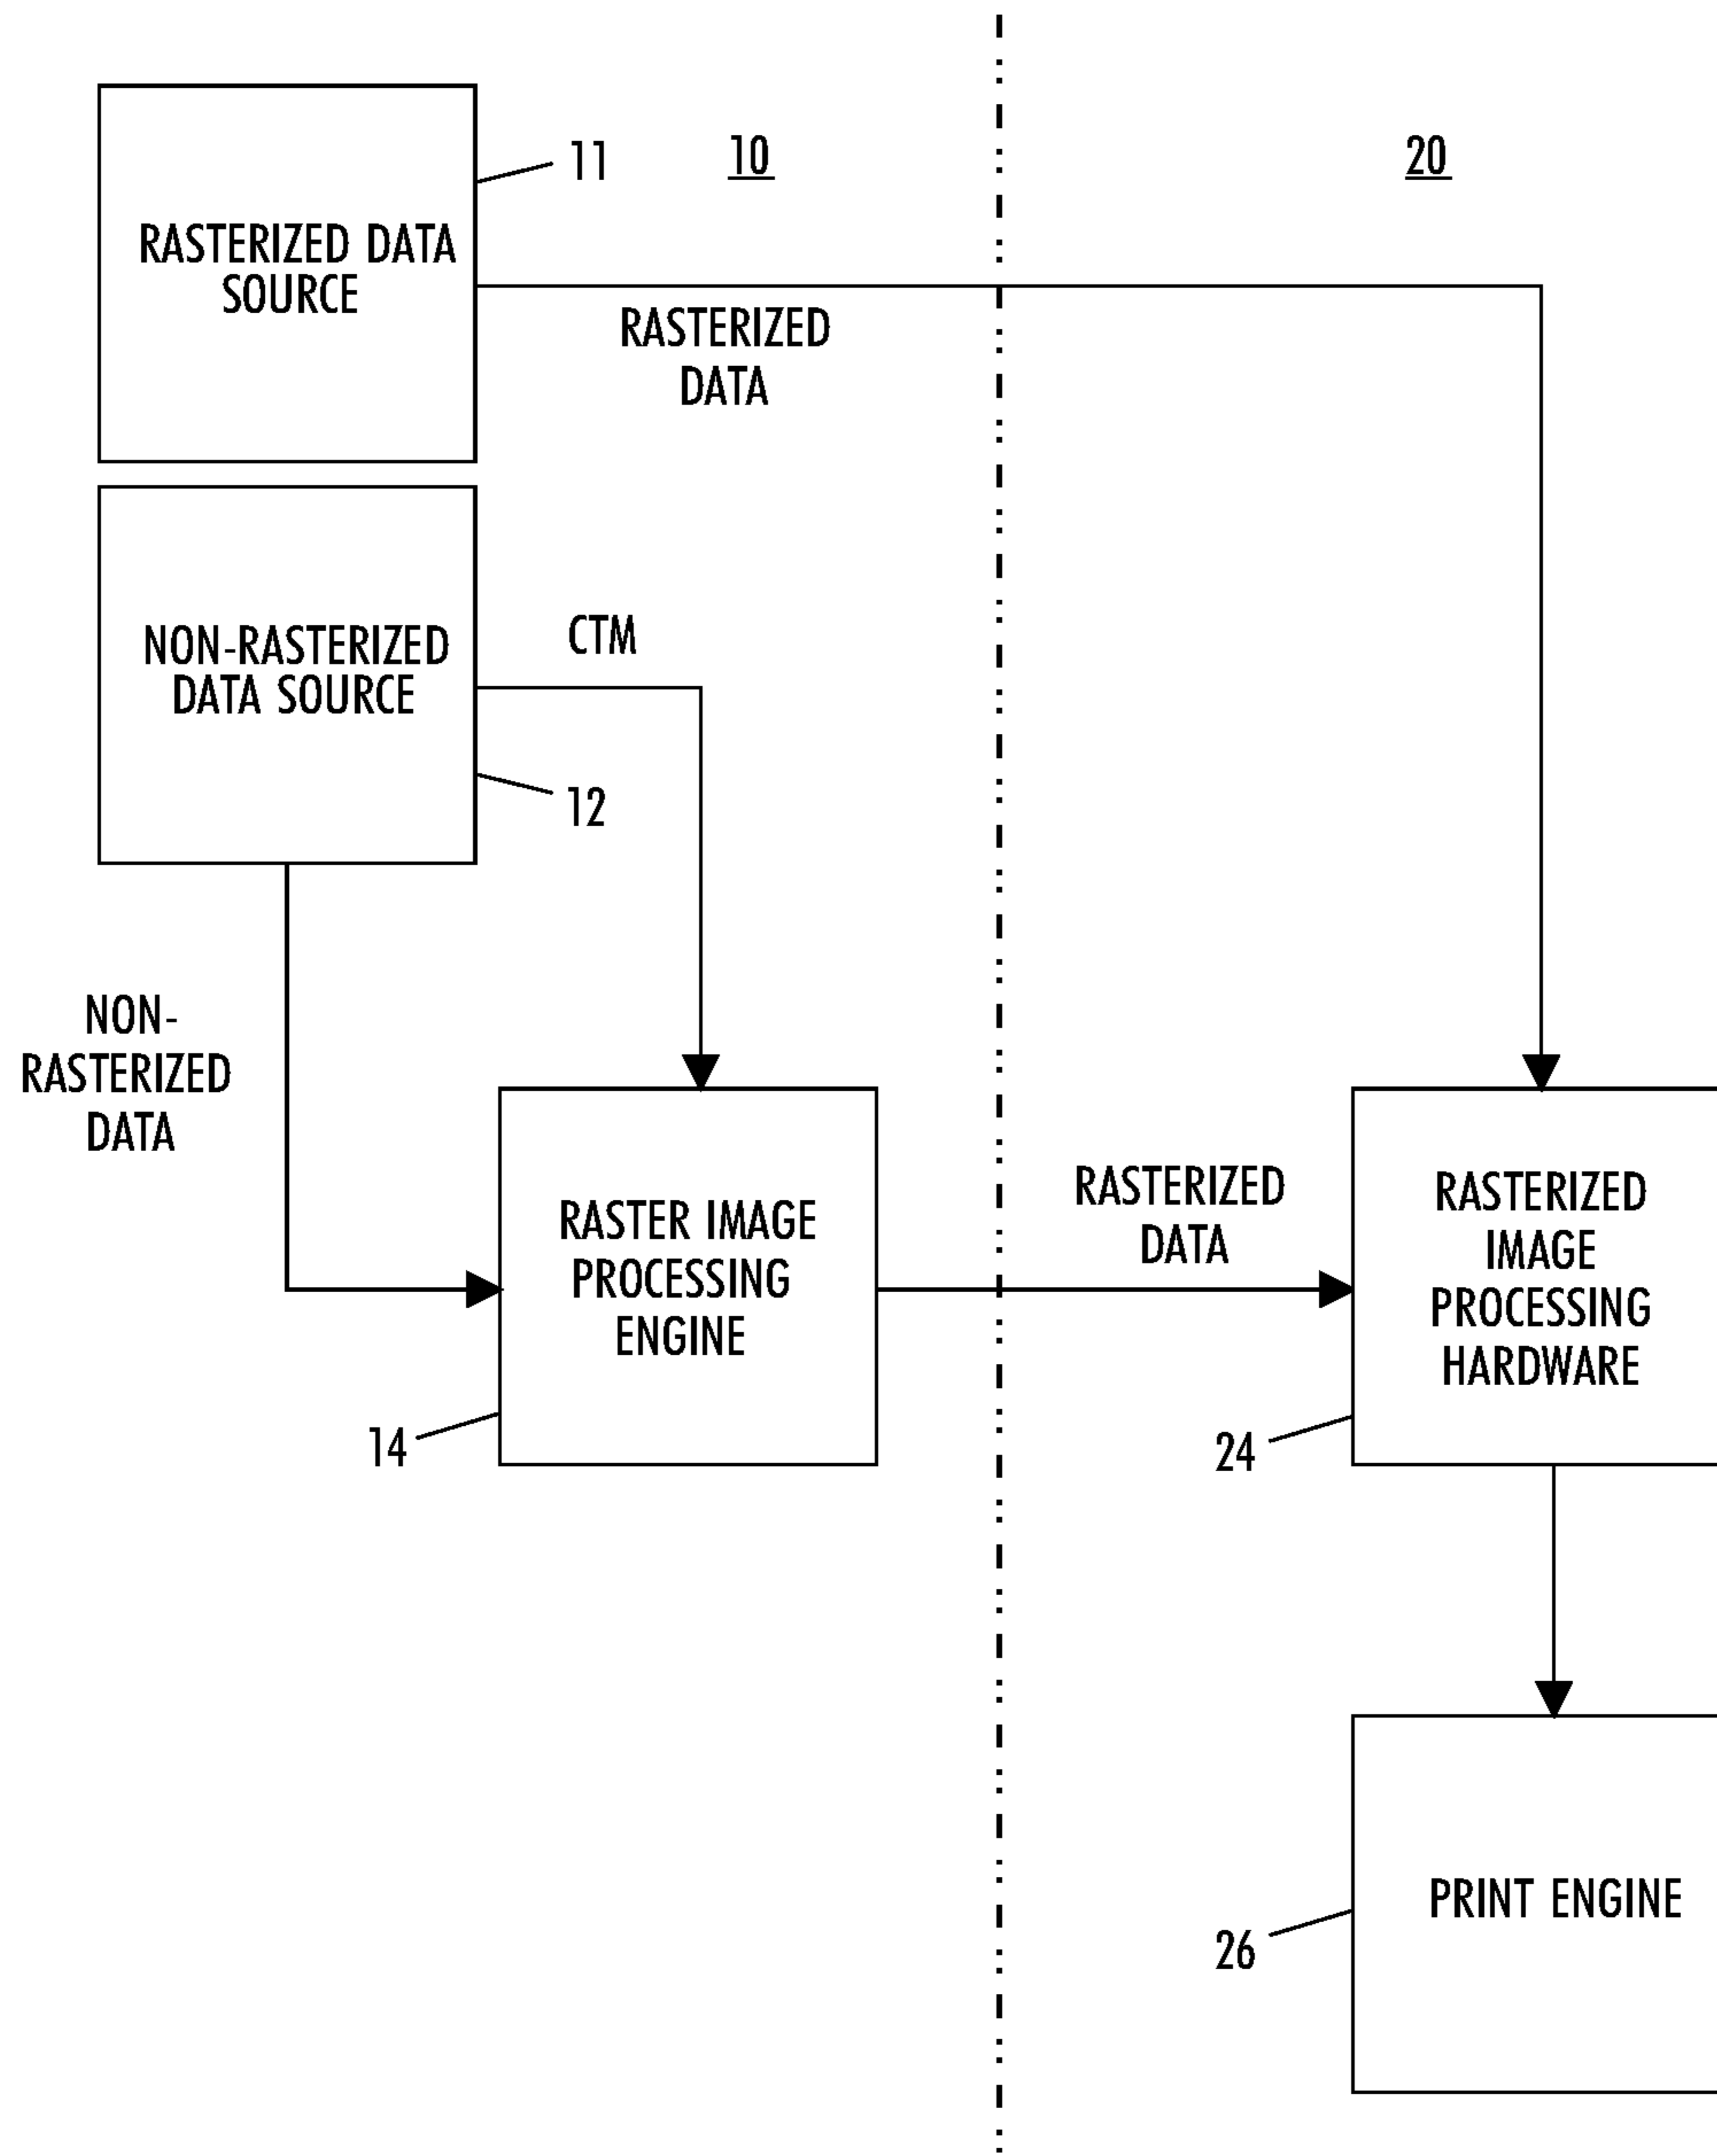 11
10
20
RASTERIZED DATA
SOURCE
RASTERIZED
DATA
NON-RASTERIZED
DATA SOURCE
CTM
12
NON-
RASTERIZED
DATA
RASTER IMAGE
PROCESSING
ENGINE
14
RASTERIZED
DATA
RASTERIZED
IMAGE
PROCESSING
HARDWARE
24
PRINT ENGINE
26